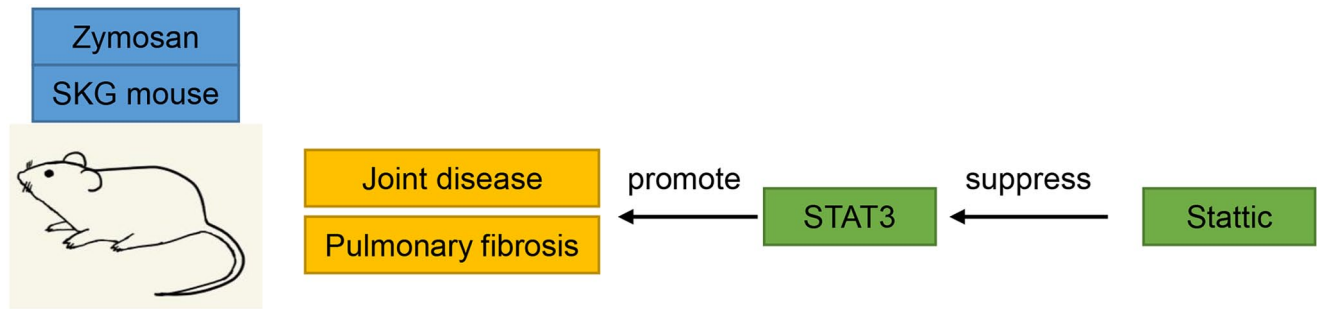 Zymosan
SKG mouse
Joint disease
Pulmonary fibrosis
promote
STAT3
suppress
Stattic